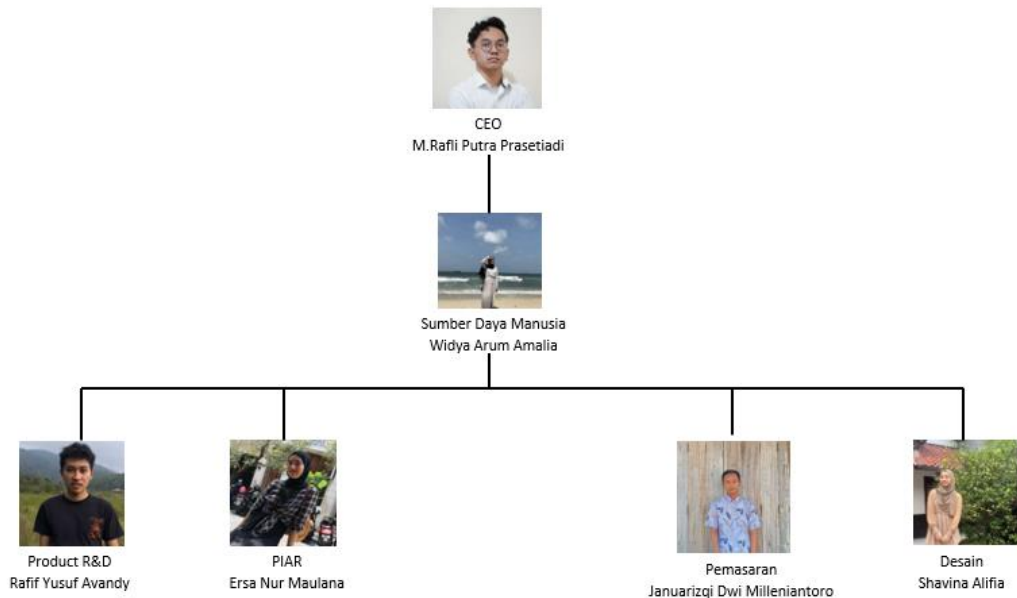 CEO
M.Rafli Putra Prasetiadi
Sumber Daya Manusia
Widya Arum Amalia
Product R&D
Rafif Yusuf Avandy
PIAR
Ersa Nur Maulana
Pemasaran
Januarizqi Dwi Milleniantoro
Desain
Shavina Alifia